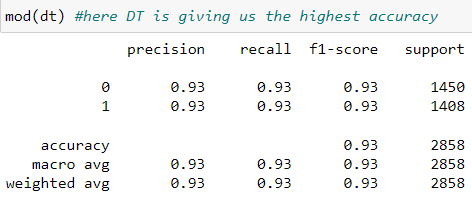 mod(dt) #here DT is giving us the highest accuracy
precision recall f1-score support
0 0.93 0.93 0.93 1450
1 0.93 0.93 0.93 1408
accuracy 0.93 2858
macro avg 0.93 0.93 0.93 2858
weighted avg 0.93 0.93 0.93 2858